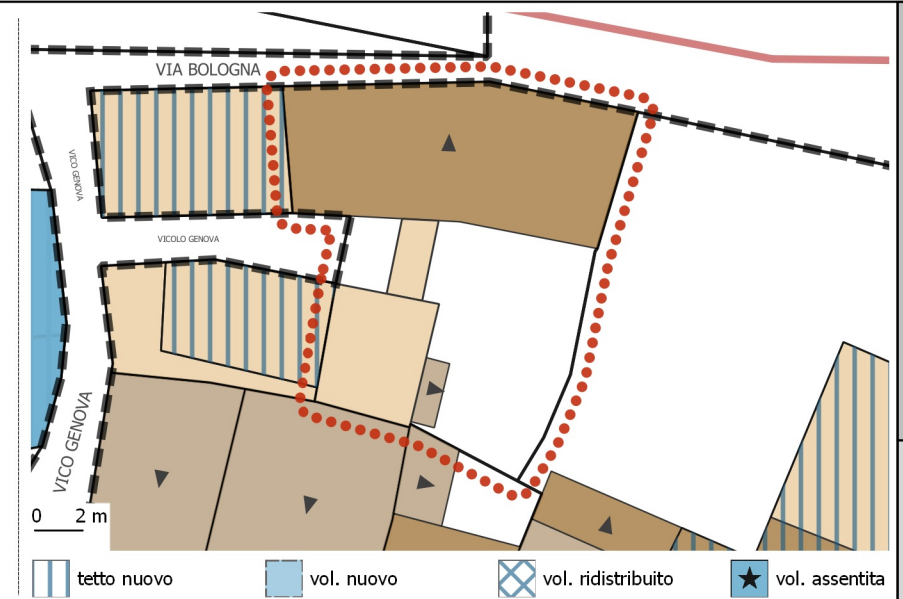 VIA BOLOGNA
VICO GENOVA
VICOLO GENOVA
VICO GENOVA
0 2 m
tetto nuovo
vol. nuovo
vol. ridistribuito
vol. assentita